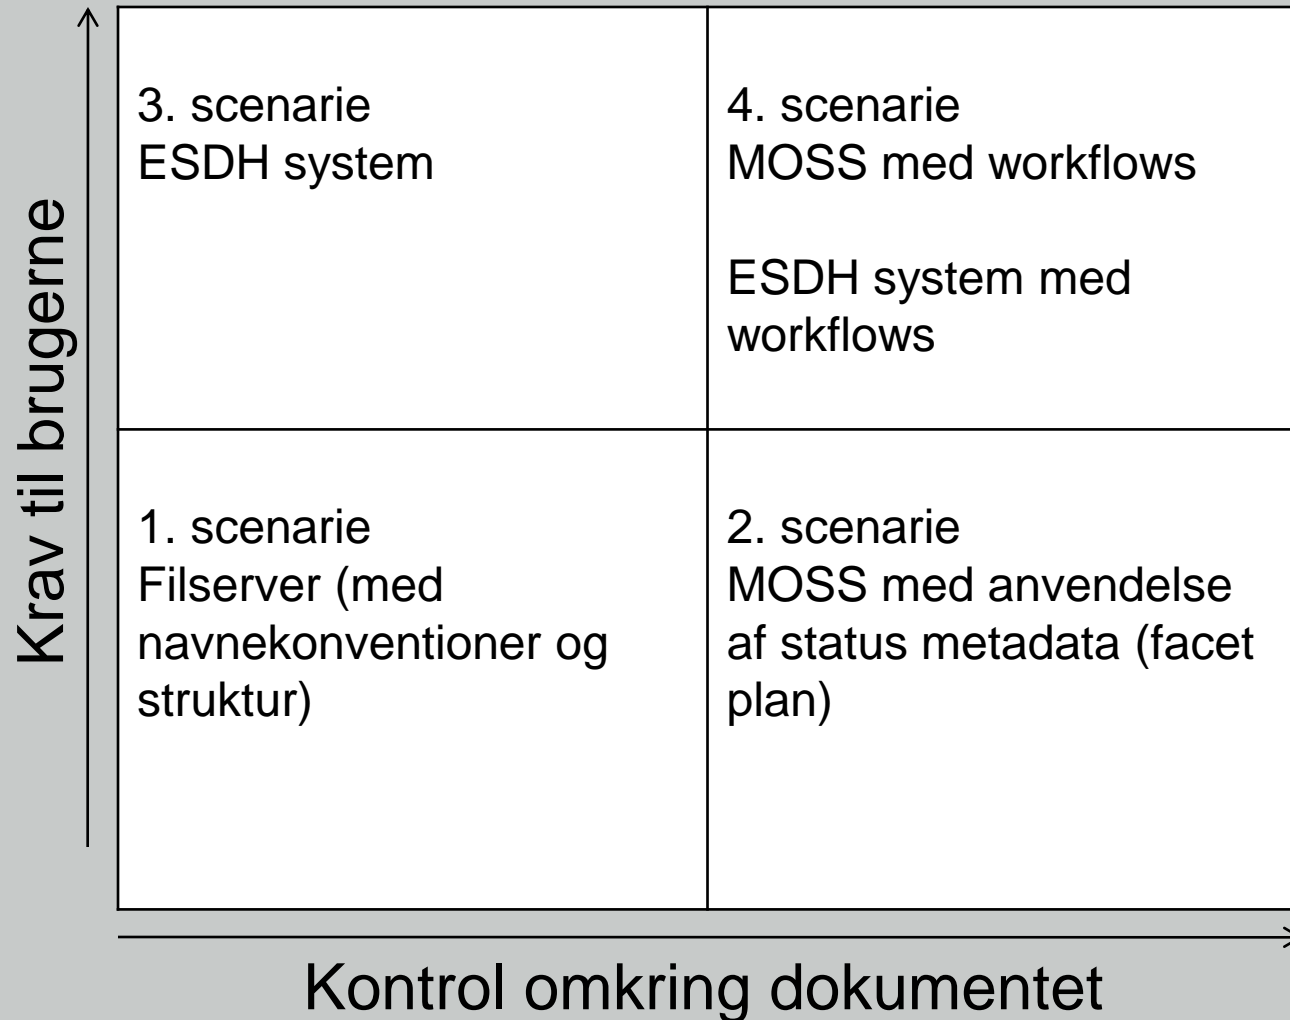 Krav til brugerne
3. scenarie
ESDH system
4. scenarie
MOSS med workflows
ESDH system med
workflows
1. scenarie
Filserver (med
navnekonventioner og
struktur)
2. scenarie
MOSS med anvendelse
af status metadata (facet
plan)
Kontrol omkring dokumentet